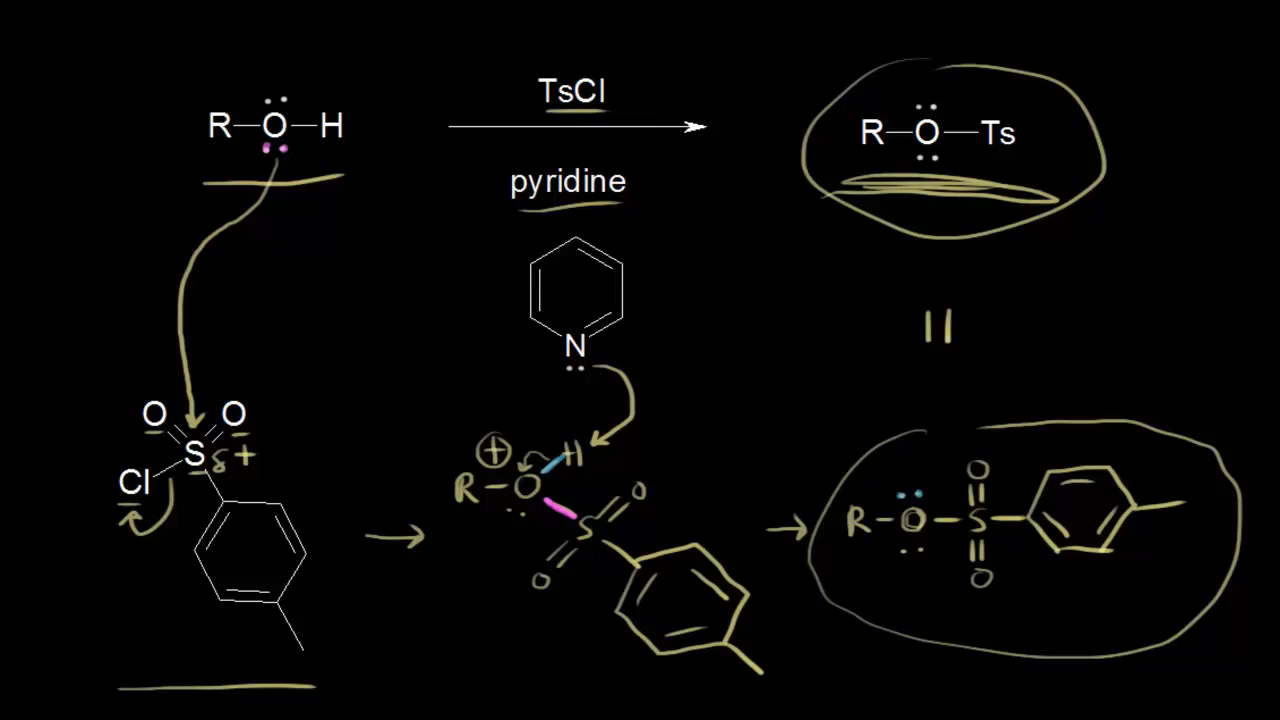 TsCl
R—O—H
R—O—Ts
pyridine
N
O O
S δ+
Cl
+ H
R–O
S O
O
=
O
R–O–S
O